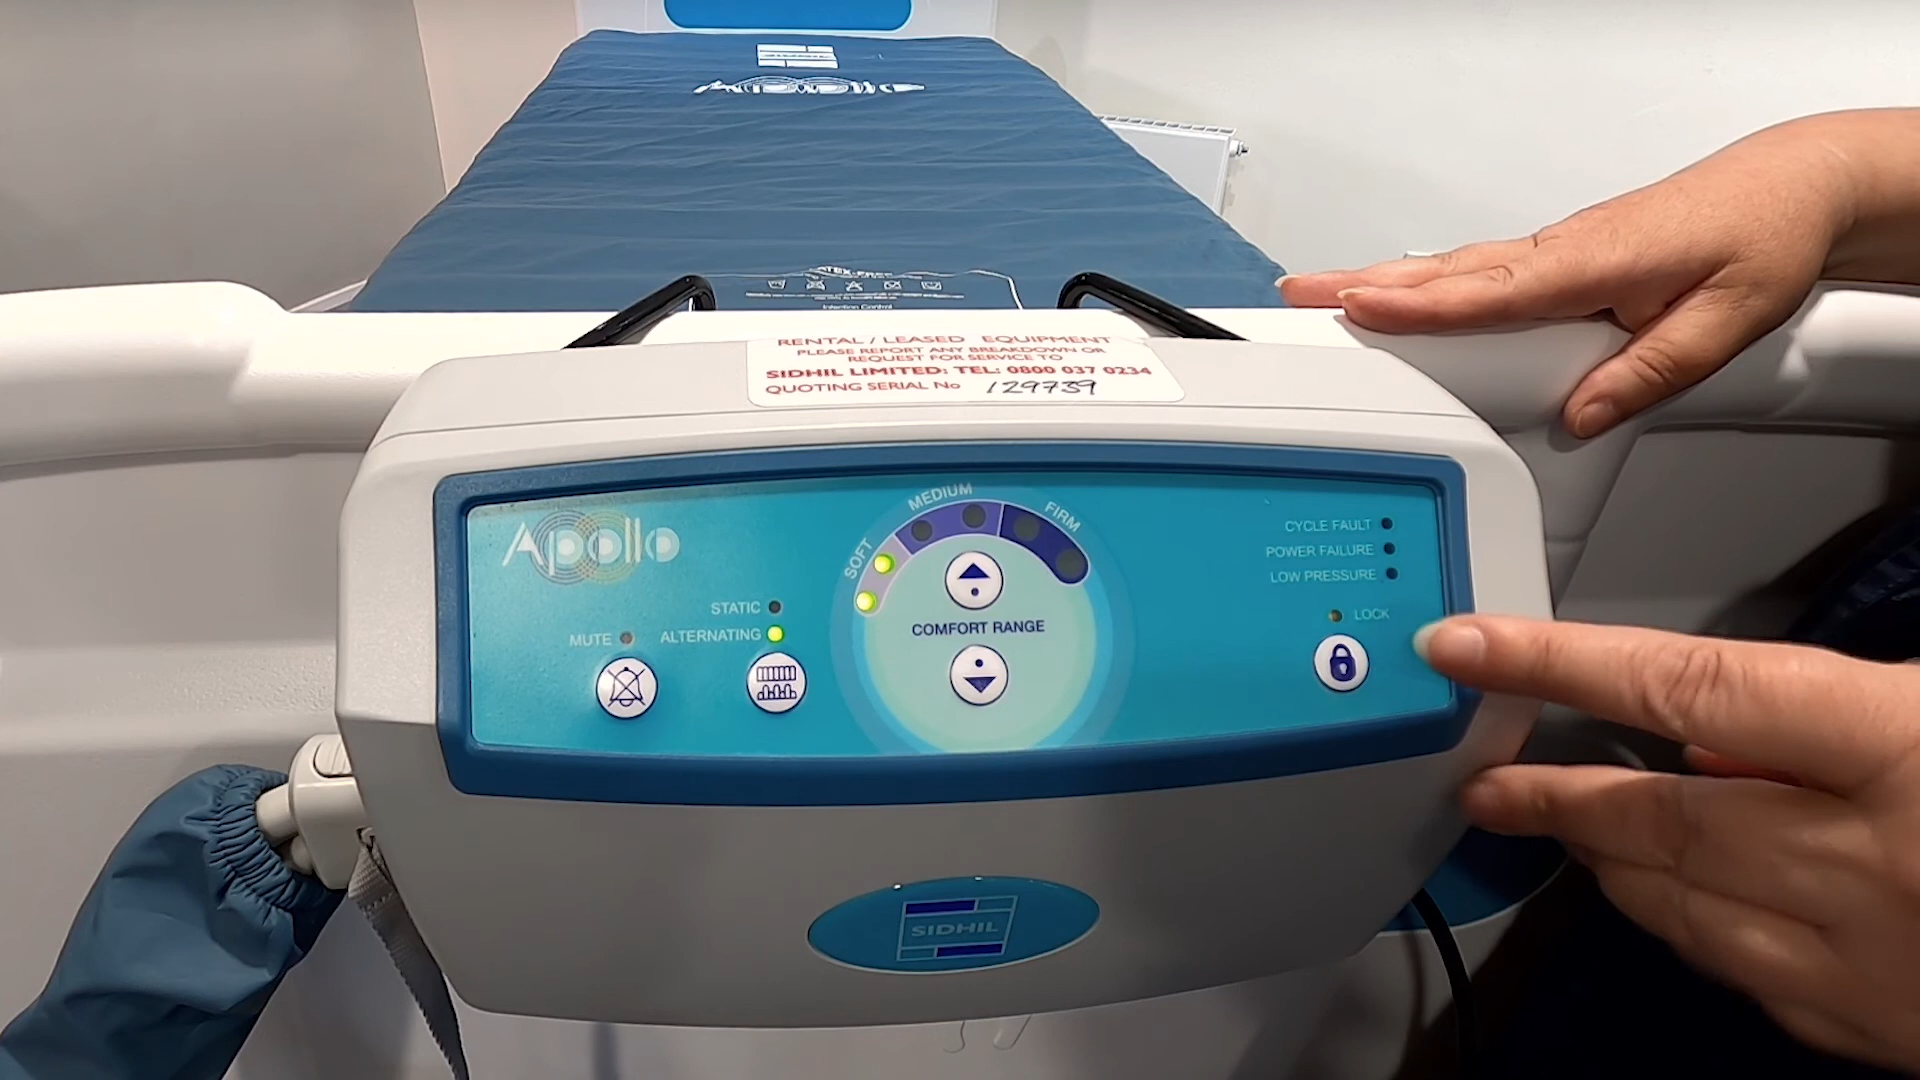 Apollo
RENTAL / LEASED EQUIPMENT
PLEASE REPORT ANY BREAKDOWN OR
REQUEST FOR SERVICE TO
SIDHIL LIMITED: TEL: 0800 037 0234
QUOTING SERIAL No 129739
Apollo
SOFT
MEDIUM
FIRM
COMFORT RANGE
STATIC
MUTE
ALTERNATING
CYCLE FAULT
POWER FAILURE
LOW PRESSURE
LOCK
SIDHIL